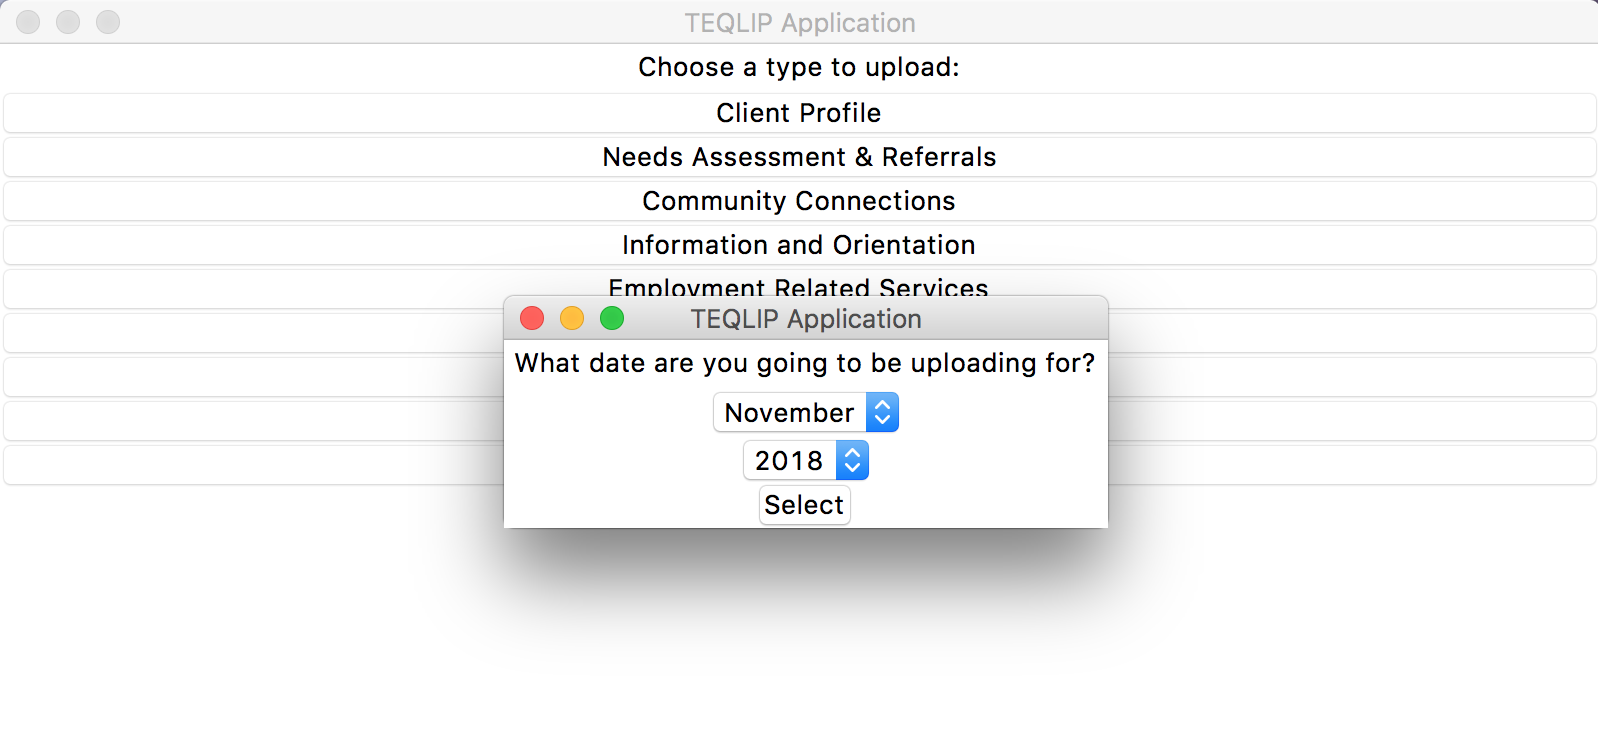 TEQLIP Application
Choose a type to upload:
Client Profile
Needs Assessment & Referrals
Community Connections
Information and Orientation
Employment Related Services
TEQLIP Application
What date are you going to be uploading for?
November
2018
Select